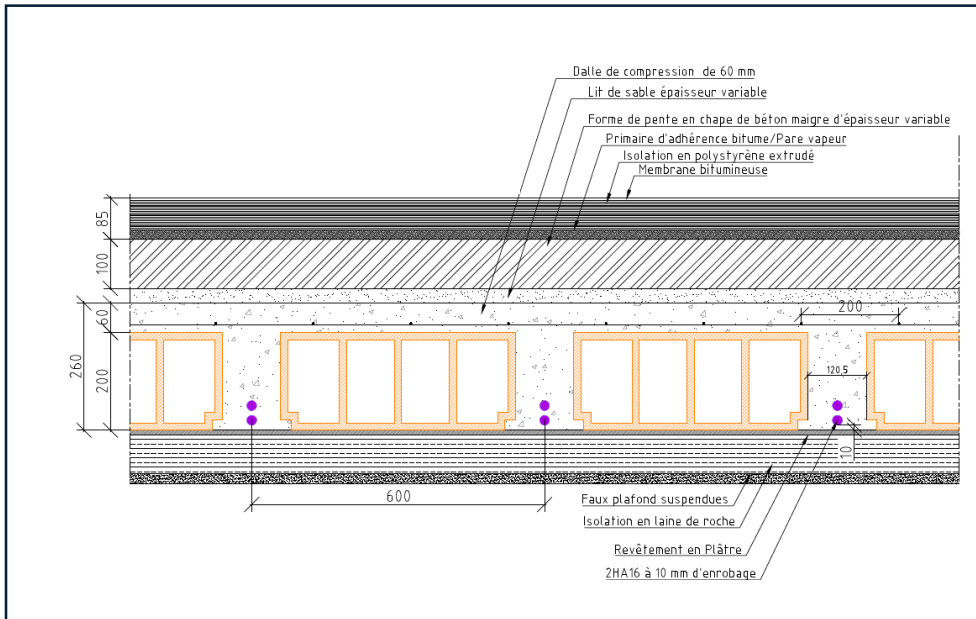 Dalle de compression de 60 mm
Lit de sable épaisseur variable
Forme de pente en chape de béton maigre d'épaisseur variable
Primaire d'adhérence bitume/Pare vapeur
Isolation en polystyrène extrudé
Membrane bitumineuse
85
100
60
200
260
200
120,5
10
600
Faux plafond suspendues
Isolation en laine de roche
Revêtement en Plâtre
2HA16 à 10 mm d'enrobage